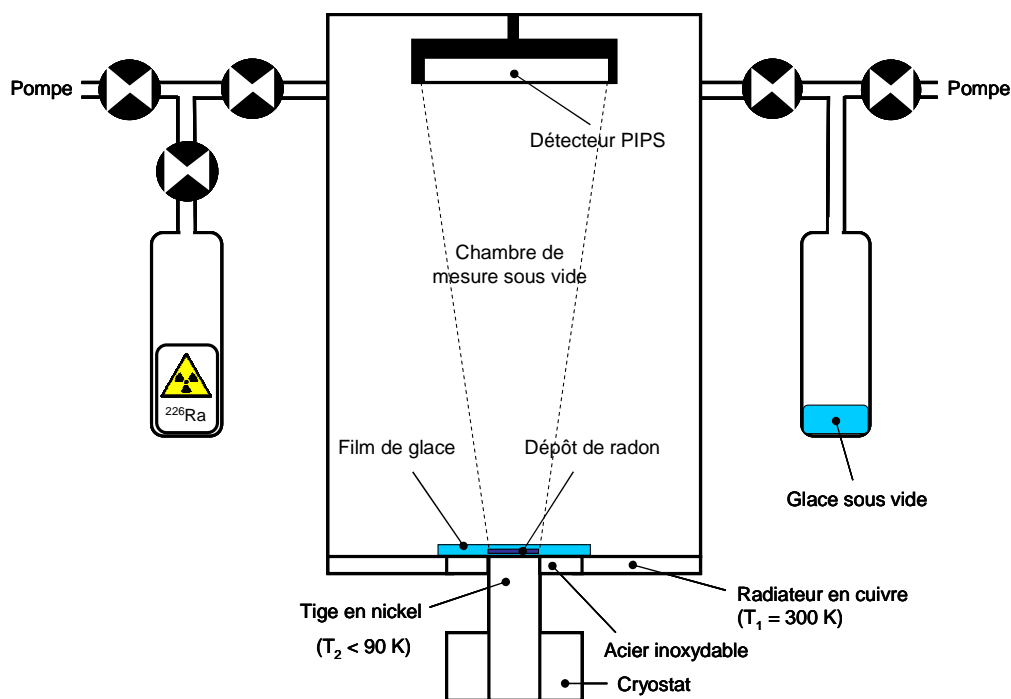 Pompe
Pompe
Détecteur PIPS
Chambre de
mesure sous vide
²²⁶Ra
Film de glace
Dépôt de radon
Glace sous vide
Tige en nickel
(T₂ < 90 K)
Radiateur en cuivre
(T₁ = 300 K)
Acier inoxydable
Cryostat